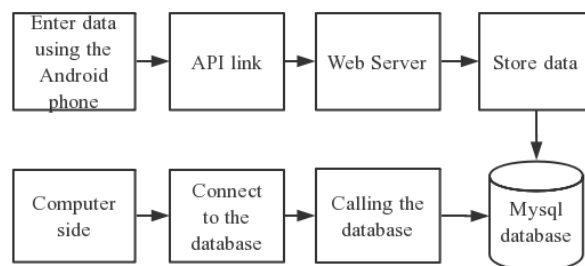 Enter data
using the
Android
phone
API link
Web Server
Store data
Computer
side
Connect
to the
database
Calling the
database
Mysql
database